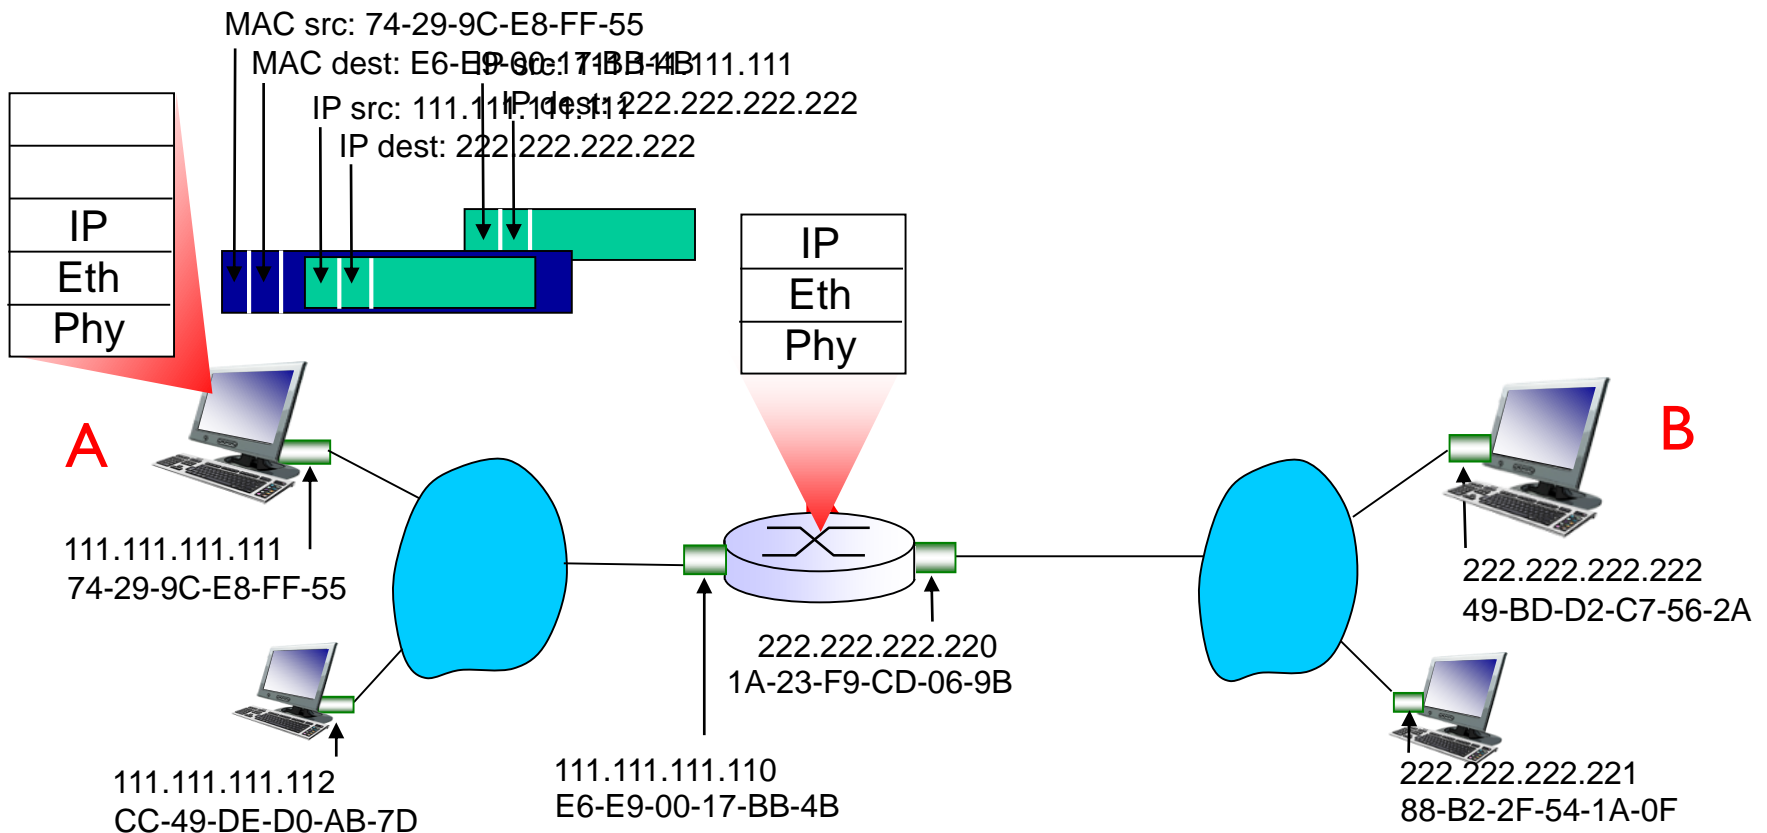 MAC src: 74-29-9C-E8-FF-55
MAC dest: E6-E9-00-17-BB-4B
IP src: 111.111.111.111
IP src: 111.111.111.111
IP dest: 222.222.222.222
IP dest: 222.222.222.222
IP
Eth
Phy
IP
Eth
Phy
A
B
111.111.111.111
74-29-9C-E8-FF-55
222.222.222.222
49-BD-D2-C7-56-2A
222.222.222.220
1A-23-F9-CD-06-9B
111.111.111.112
CC-49-DE-D0-AB-7D
111.111.111.110
E6-E9-00-17-BB-4B
222.222.222.221
88-B2-2F-54-1A-0F